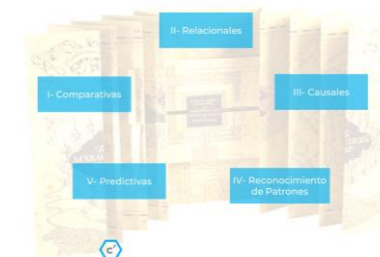 II- Relacionales
I- Comparativas
III- Causales
V- Predictivas
IV- Reconocimiento
de Patrones